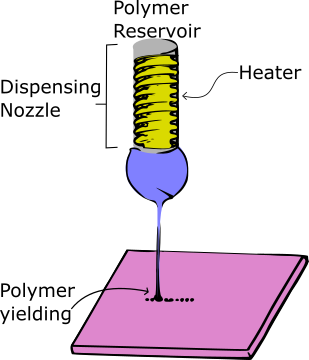 Polymer
Reservoir
Dispensing
Nozzle
Heater
Polymer
yielding